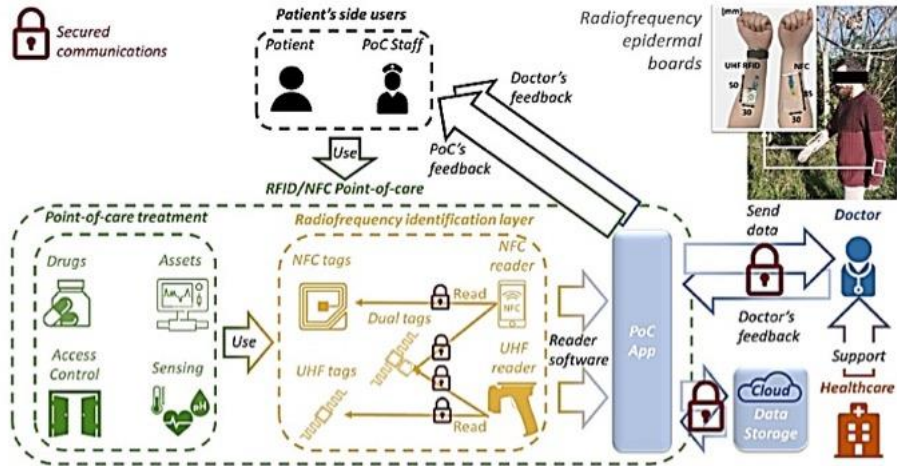 Secured
communications
Patient's side users
Patient
PoC Staff
Radiofrequency
epidermal
boards
[mm]
UHF RFID
NFC
50
30
35
30
Doctor's
feedback
PoC's
feedback
Use
RFID/NFC Point-of-care
Point-of-care treatment
Drugs
Assets
Access
Control
Sensing
pH
Use
Radiofrequency identification layer
NFC tags
NFC
reader
NFC
Read
Dual tags
UHF tags
UHF
reader
Read
Reader
software
PoC
App
Send
data
Doctor
Doctor's
feedback
Support
Healthcare
Cloud
Data
Storage